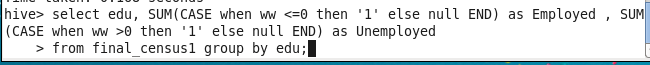 Time taken: 0.108 seconds
hive> select edu, SUM(CASE when ww <=0 then '1' else null END) as Employed , SUM
(CASE when ww >0 then '1' else null END) as Unemployed
    > from final_census1 group by edu;